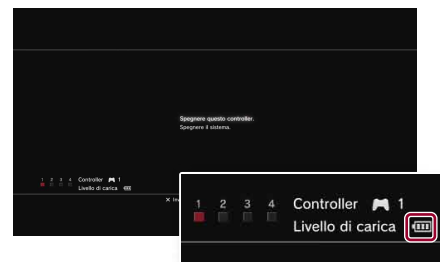 Spegnere questo controller.
Spegnere il sistema.
1 2 3 4 Controller 1
Livello di carica
1 2 3 4 Controller 1
Livello di carica